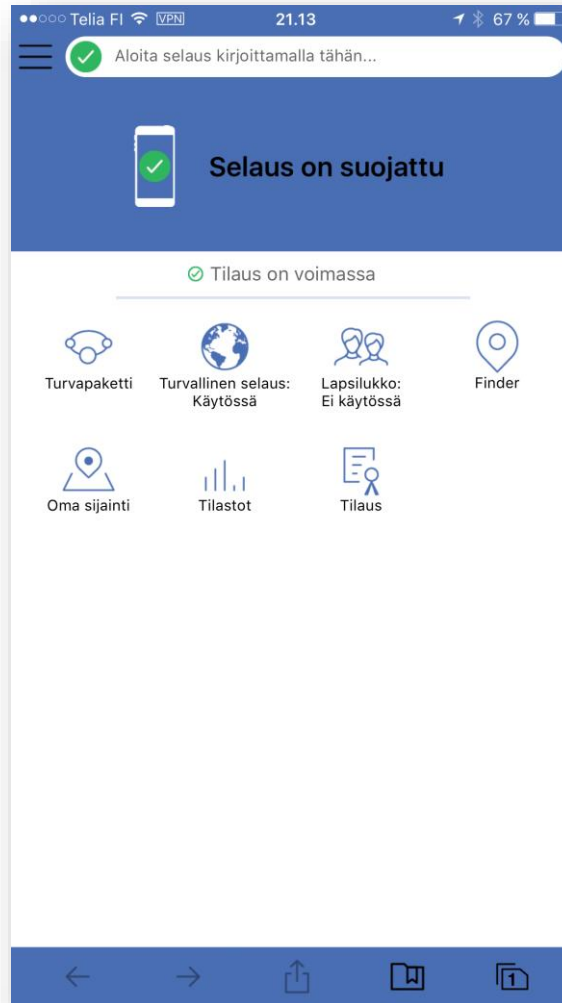 Telia FI VPN 21.13 67 %
Aloita selaus kirjoittamalla tähän...
Selaus on suojattu
Tilaus on voimassa
Turvapaketti
Turvallinen selaus:
Käytössä
Lapsilukko:
Ei käytössä
Finder
Oma sijainti
Tilastot
Tilaus
1